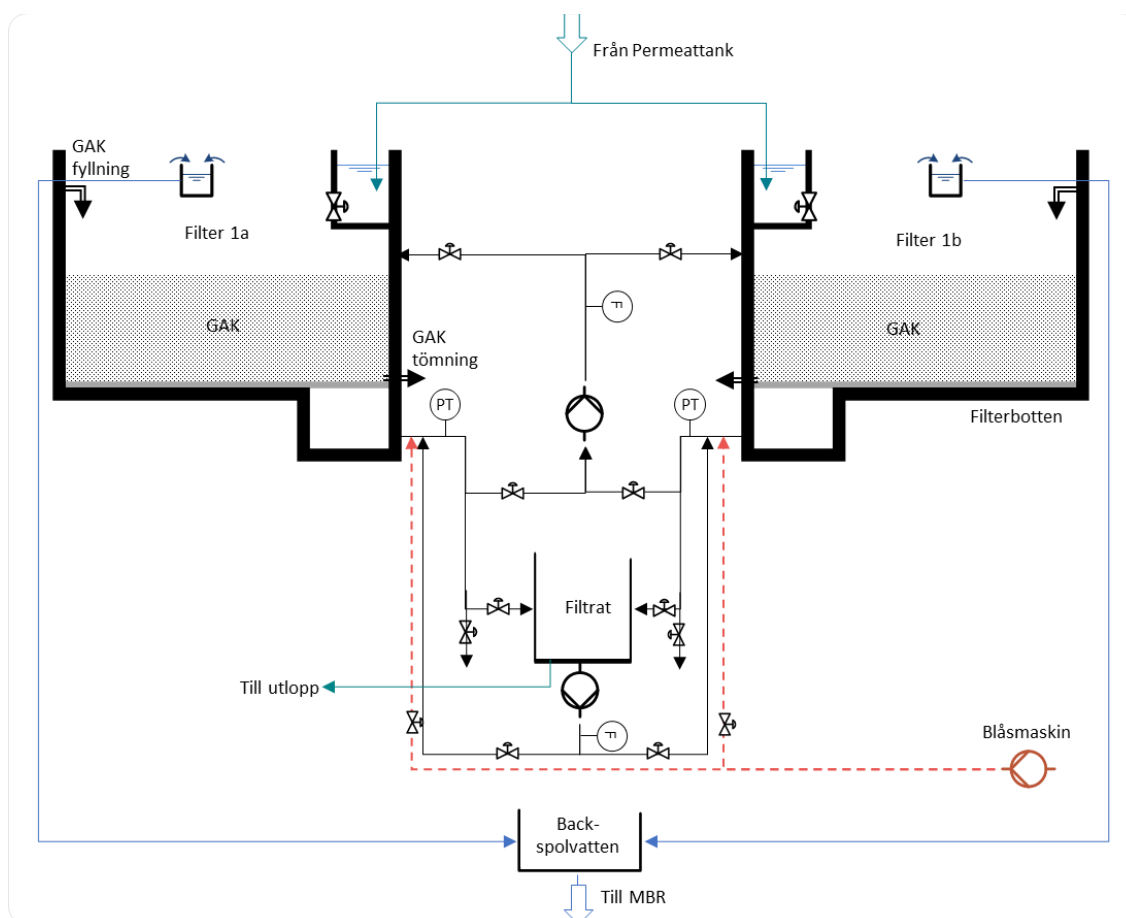 Från Permeattank
GAK
fyllning
Filter 1a
Filter 1b
F
GAK
GAK
GAK
tömning
PT
PT
Filterbotten
Filtrat
Till utlopp
F
Blåsmaskin
Back-
spolvatten
Till MBR